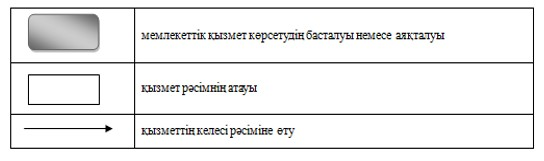 мемлекеттік қызмет көрсетудің басталуы немесе аяқталуы
қызмет рәсімнің атауы
қызметтің келесі рәсіміне өту